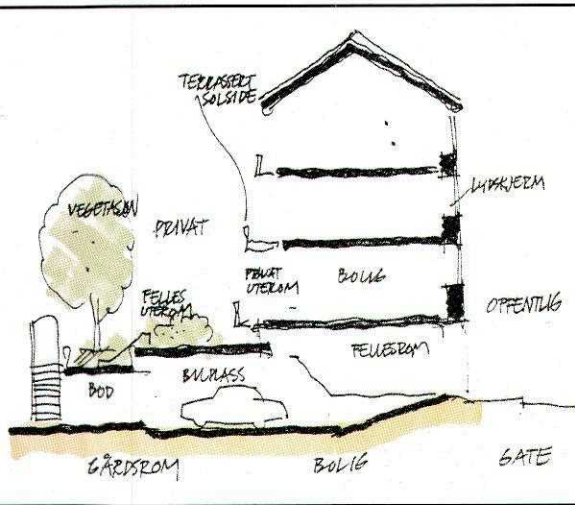 TERRASSERT
SOLSIDE
LYDSKJERM
VEGETASJON
PRIVAT
PRIVAT
UTEROM
BOLIG
OFFENTLIG
FELLES
UTEROM
FELLESROM
BOD
BILPLASS
GÅRDSROM
BOLIG
GATE